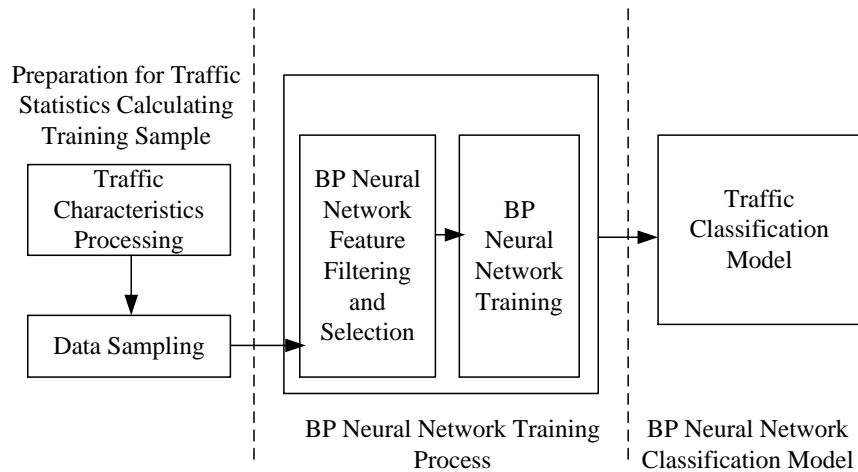 Preparation for Traffic
Statistics Calculating
Training Sample
Traffic
Characteristics
Processing
Data Sampling
BP Neural
Network
Feature
Filtering
and
Selection
BP
Neural
Network
Training
BP Neural Network Training
Process
Traffic
Classification
Model
BP Neural Network
Classification Model